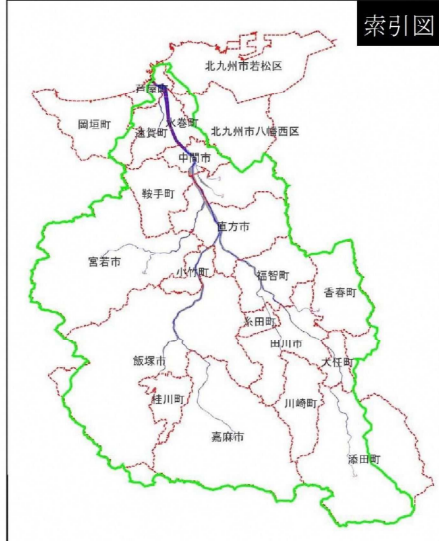 索引図
北九州市若松区
芦屋町
岡垣町
水巻町
遠賀町
北九州市八幡西区
中間市
鞍手町
直方市
宮若市
小竹町
福智町
香春町
糸田町
田川市
大任町
飯塚市
桂川町
川崎町
嘉麻市
添田町